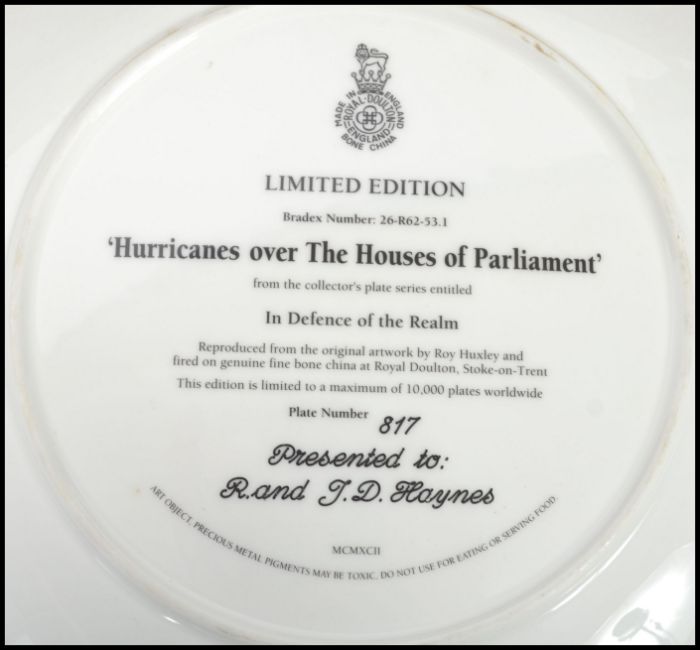 MADE IN ENGLAND
ROYAL·DOULTON
ENGLAND
BONE CHINA
LIMITED EDITION
Bradex Number: 26-R62-53.1
‘Hurricanes over The Houses of Parliament’
from the collector's plate series entitled
In Defence of the Realm
Reproduced from the original artwork by Roy Huxley and
fired on genuine fine bone china at Royal Doulton, Stoke-on-Trent
This edition is limited to a maximum of 10,000 plates worldwide
Plate Number 817
Presented to:
R.and J.D. Haynes
MCMXCII
ART OBJECT, PRECIOUS METAL PIGMENTS MAY BE TOXIC. DO NOT USE FOR EATING OR SERVING FOOD.